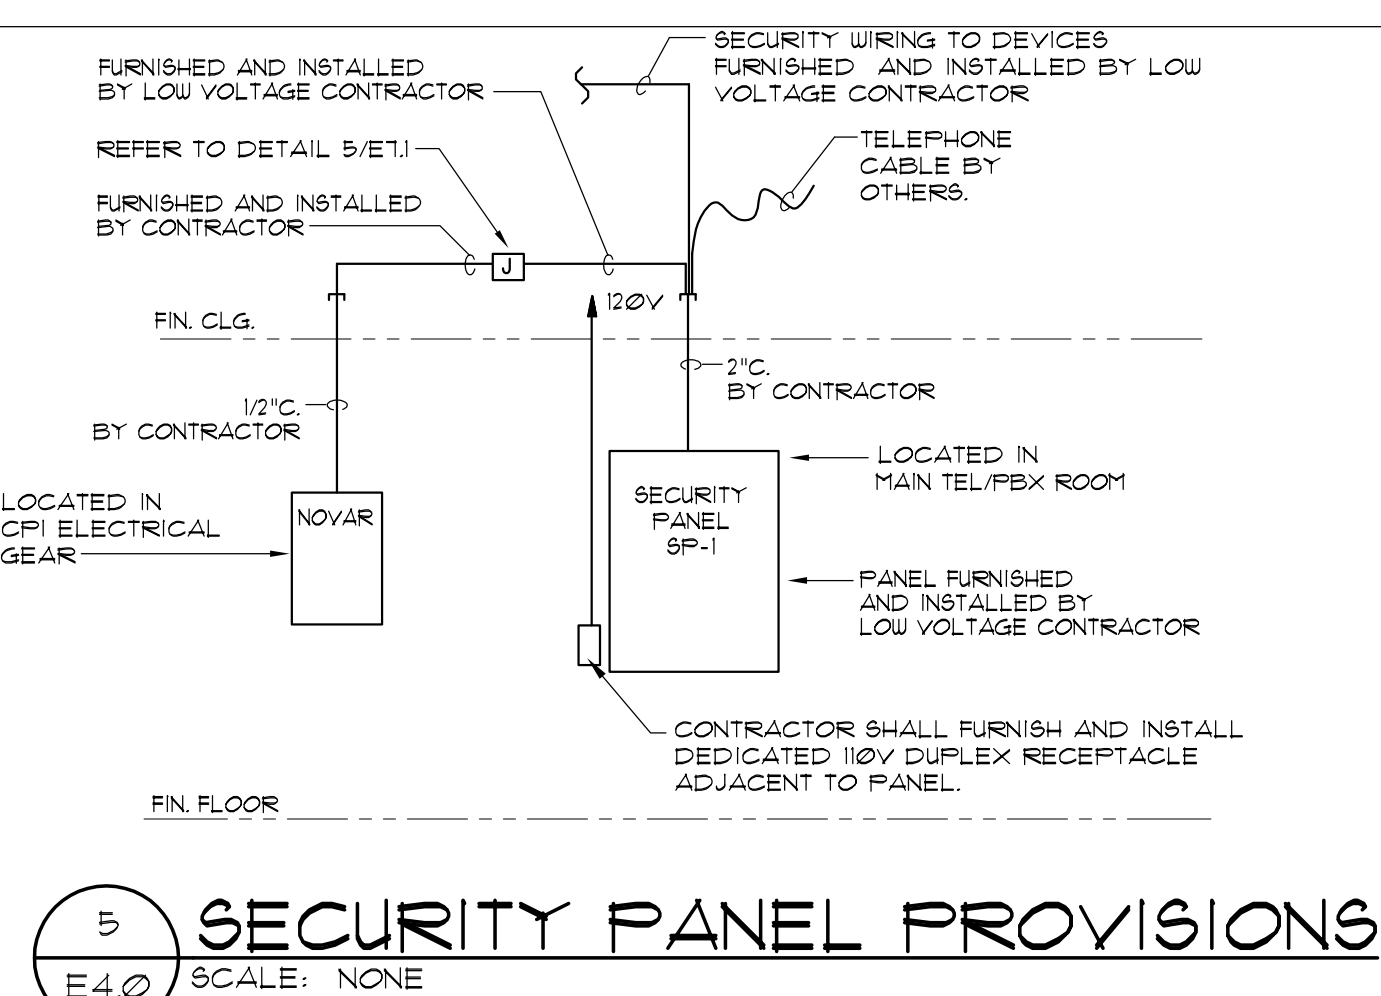 SECURITY WIRING TO DEVICES
FURNISHED AND INSTALLED BY LOW
VOLTAGE CONTRACTOR
FURNISHED AND INSTALLED
BY LOW VOLTAGE CONTRACTOR
TELEPHONE
CABLE BY
OTHERS.
REFER TO DETAIL 5/E7.1
FURNISHED AND INSTALLED
BY CONTRACTOR
J
120V
FIN. CLG.
2"C.
BY CONTRACTOR
1/2"C.
BY CONTRACTOR
LOCATED IN
MAIN TEL/PBX ROOM
LOCATED IN
CPI ELECTRICAL
GEAR
NOVAR
SECURITY
PANEL
SP-1
PANEL FURNISHED
AND INSTALLED BY
LOW VOLTAGE CONTRACTOR
CONTRACTOR SHALL FURNISH AND INSTALL
DEDICATED 110V DUPLEX RECEPTACLE
ADJACENT TO PANEL.
FIN. FLOOR
5
SECURITY PANEL PROVISIONS
E4.0
SCALE: NONE